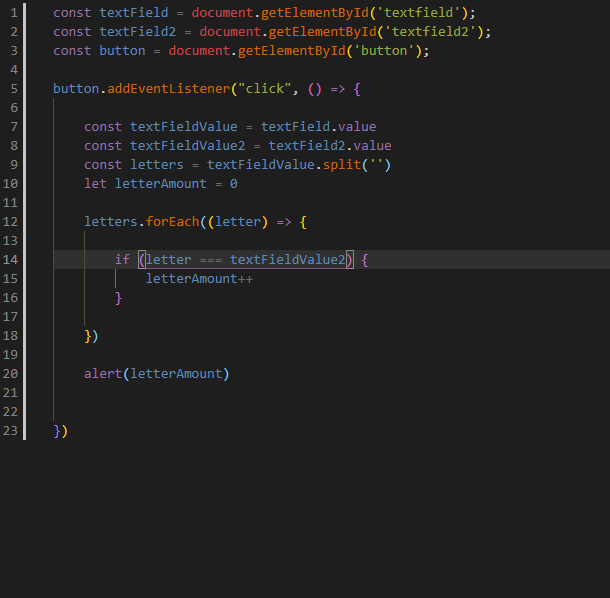 1 const textField = document.getElementById('textfield');
2 const textField2 = document.getElementById('textfield2');
3 const button = document.getElementById('button');
4
5 button.addEventListener("click", () => {
6
7 const textFieldValue = textField.value
8 const textFieldValue2 = textField2.value
9 const letters = textFieldValue.split('')
10 let letterAmount = 0
11
12 letters.forEach((letter) => {
13
14 if (letter === textFieldValue2) {
15 letterAmount++
16 }
17
18 })
19
20 alert(letterAmount)
21
22
23 })